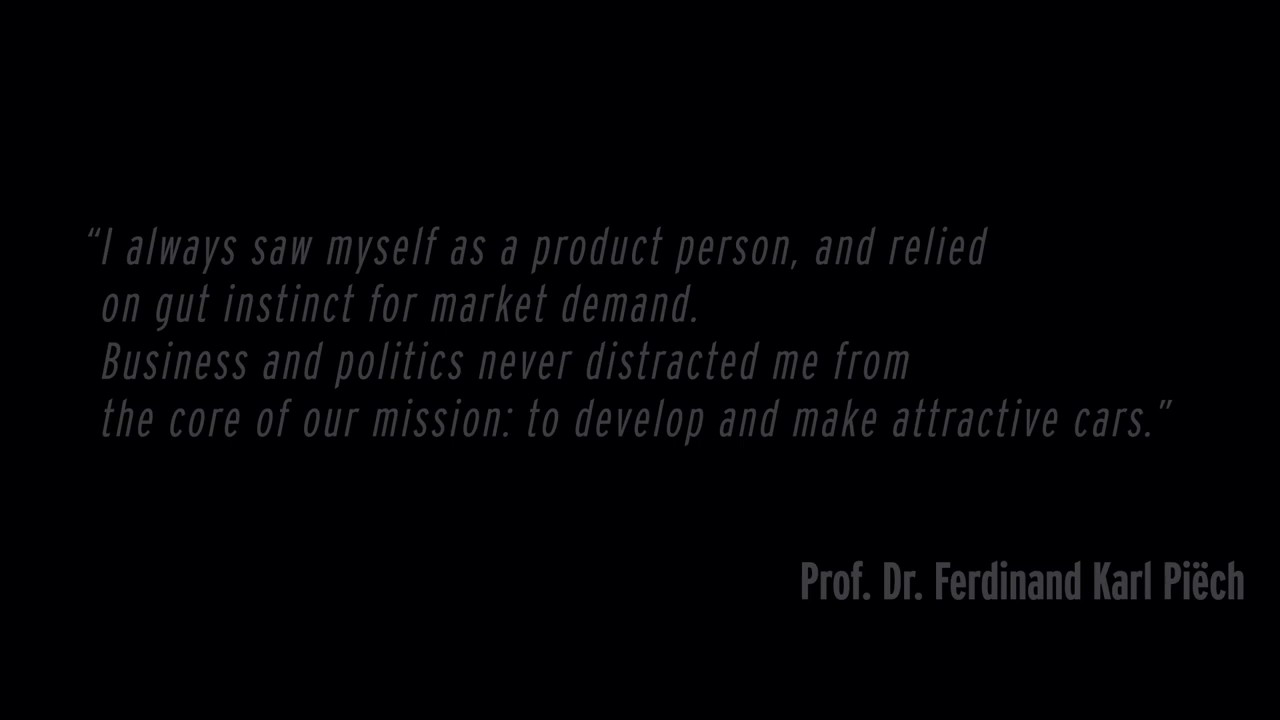 “I always saw myself as a product person, and relied
on gut instinct for market demand.
Business and politics never distracted me from
the core of our mission: to develop and make attractive cars.”
Prof. Dr. Ferdinand Karl Piëch